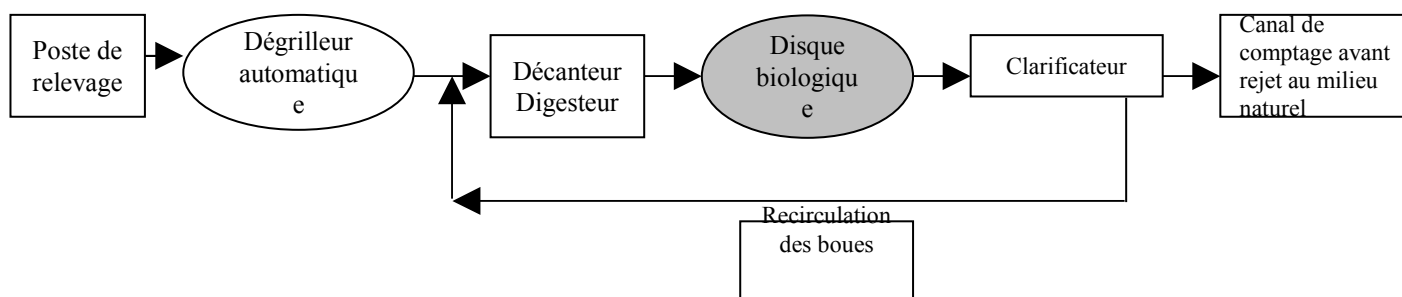 Poste de
relevage
Dégrilleur
automatiqu
e
Décanteur
Digesteur
Disque
biologiqu
e
Clarificateur
Canal de
comptage avant
rejet au milieu
naturel
Recirculation
des boues